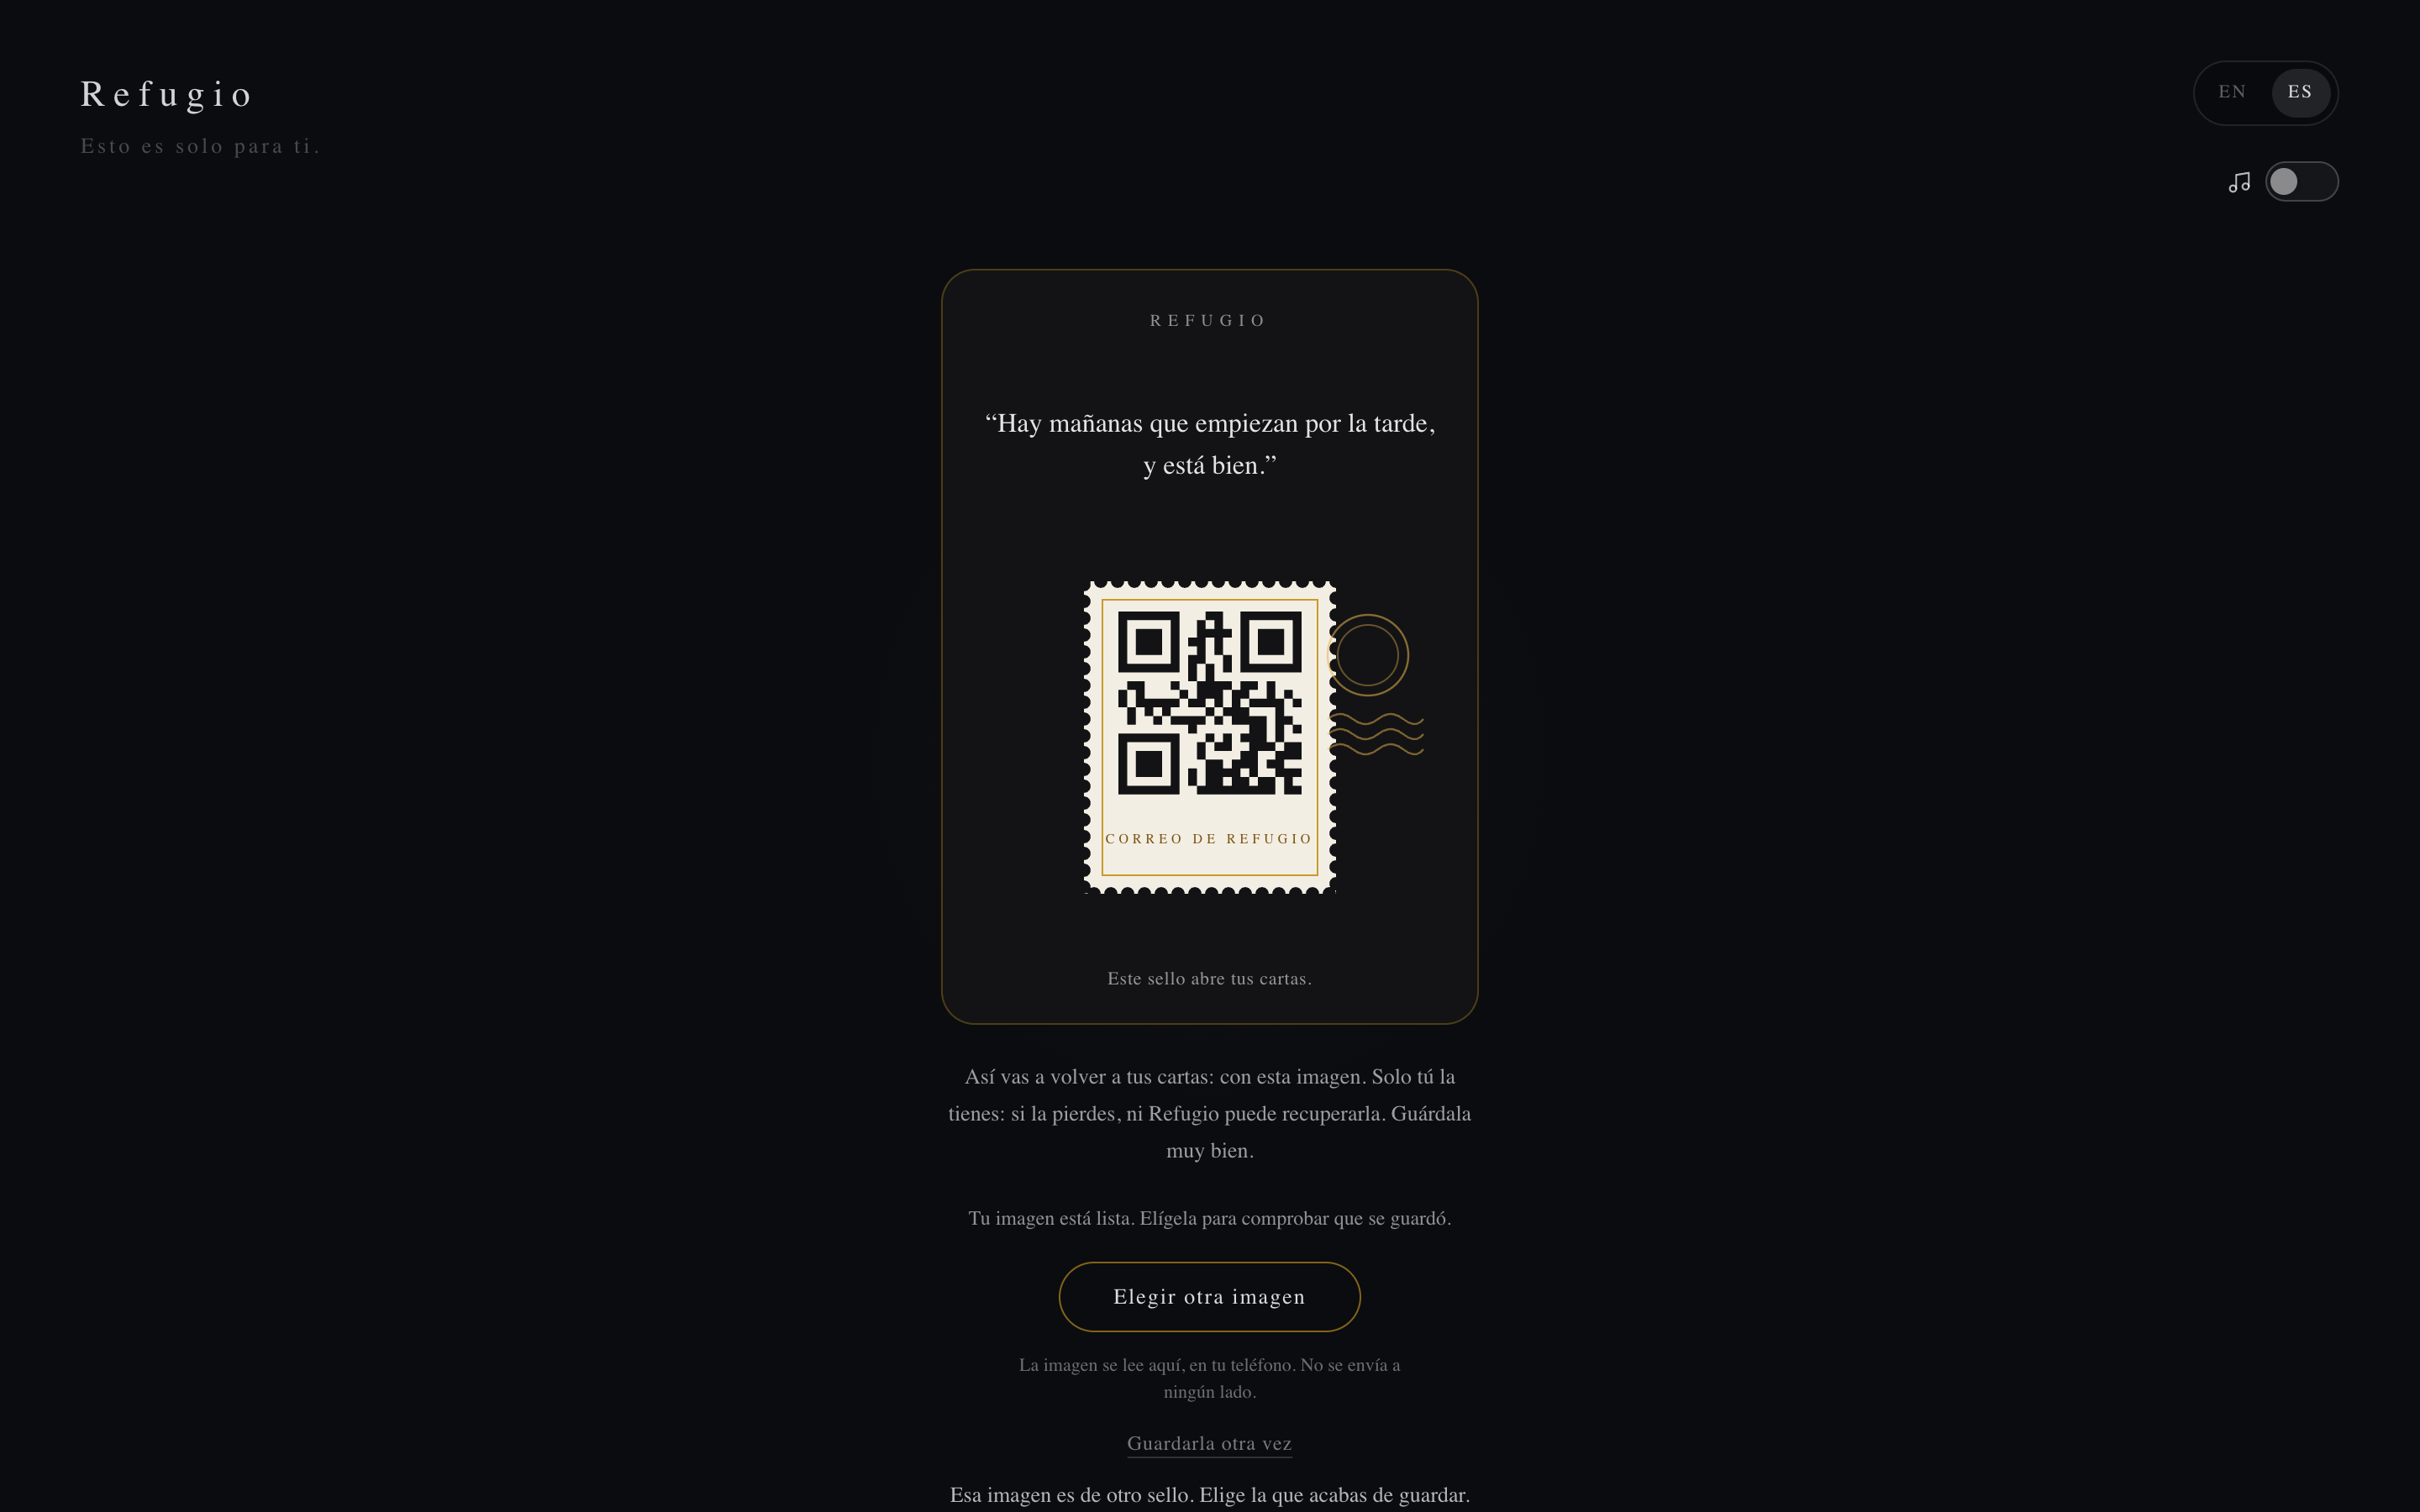 Refugio
Esto es solo para ti.
EN ES
REFUGIO
“Hay mañanas que empiezan por la tarde,
y está bien.”
CORREO DE REFUGIO
Este sello abre tus cartas.
Así vas a volver a tus cartas: con esta imagen. Solo tú la
tienes: si la pierdes, ni Refugio puede recuperarla. Guárdala
muy bien.
Tu imagen está lista. Elígela para comprobar que se guardó.
Elegir otra imagen
La imagen se lee aquí, en tu teléfono. No se envía a
ningún lado.
Guardarla otra vez
Esa imagen es de otro sello. Elige la que acabas de guardar.